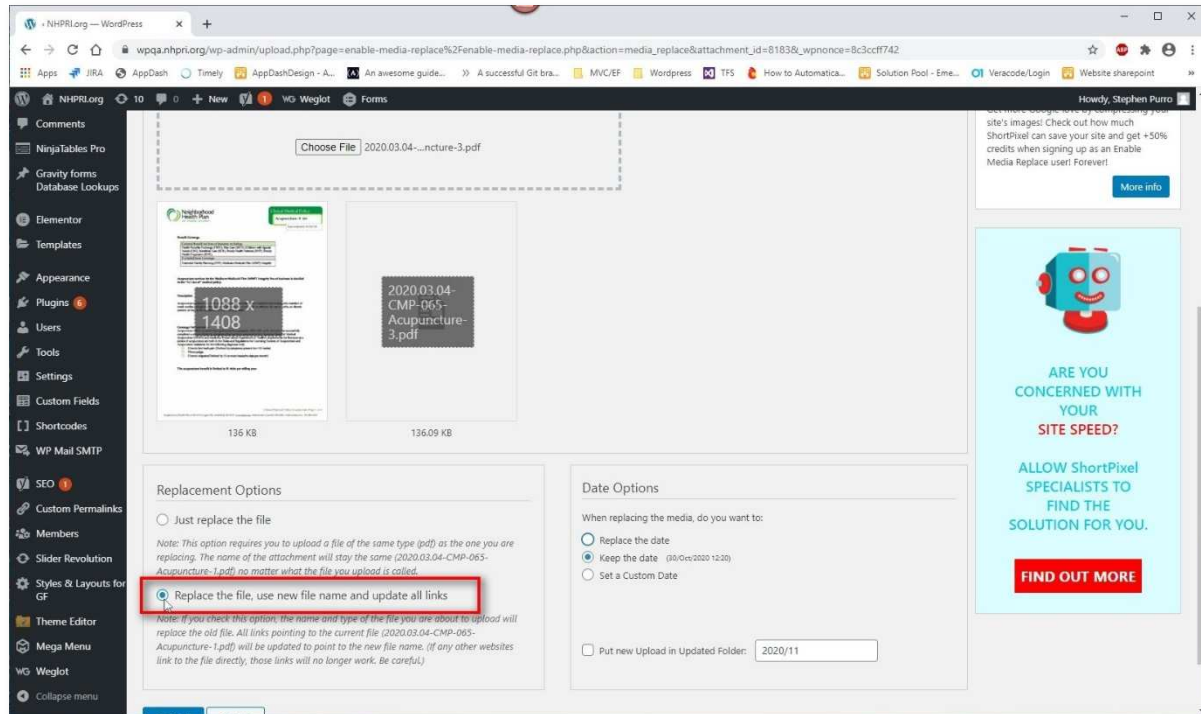 NHPRI.org — WordPress
wpqa.nhpri.org/wp-admin/upload.php?page=enable-media-replace%2Fenable-media-replace.php&action=media_replace&attachment_id=8183&_wpnonce=8c3ccff742
Apps JIRA AppDash Timely AppDashDesign - A... An awesome guide... A successful Git bra... MVC/EF Wordpress TFS How to Automatica... Solution Pool - Eme... Veracode/Login Website sharepoint
NHPRI.org 10 0 + New 1 WG Weglot Forms Howdy, Stephen Purro
Comments
NinjaTables Pro
Gravity forms
Database Lookups
Elementor
Templates
Appearance
Plugins 6
Users
Tools
Settings
Custom Fields
Shortcodes
WP Mail SMTP
SEO 1
Custom Permalinks
Members
Slider Revolution
Styles & Layouts for
GF
Theme Editor
Mega Menu
WG Weglot
Collapse menu
Choose File 2020.03.04-...ncture-3.pdf
Neighborhood
Health Plan
1088 x
1408
136 KB
2020.03.04-
CMP-065-
Acupuncture-
3.pdf
136.09 KB
Replacement Options
Just replace the file
Note: This option requires you to upload a file of the same type (pdf) as the one you are
replacing. The name of the attachment will stay the same (2020.03.04-CMP-065-
Acupuncture-1.pdf) no matter what the file you upload is called.
Replace the file, use new file name and update all links
Note: If you check this option, the name and type of the file you are about to upload will
replace the old file. All links pointing to the current file (2020.03.04-CMP-065-
Acupuncture-1.pdf) will be updated to point to the new file name. (If any other websites
link to the file directly, those links will no longer work. Be careful.)
Date Options
When replacing the media, do you want to:
Replace the date
Keep the date (30/Oct/2020 12:20)
Set a Custom Date
Put new Upload in Updated Folder: 2020/11
site's images! Check out how much
ShortPixel can save your site and get +50%
credits when signing up as an Enable
Media Replace user! Forever!
More info
ARE YOU
CONCERNED WITH
YOUR
SITE SPEED?
ALLOW ShortPixel
SPECIALISTS TO
FIND THE
SOLUTION FOR YOU.
FIND OUT MORE